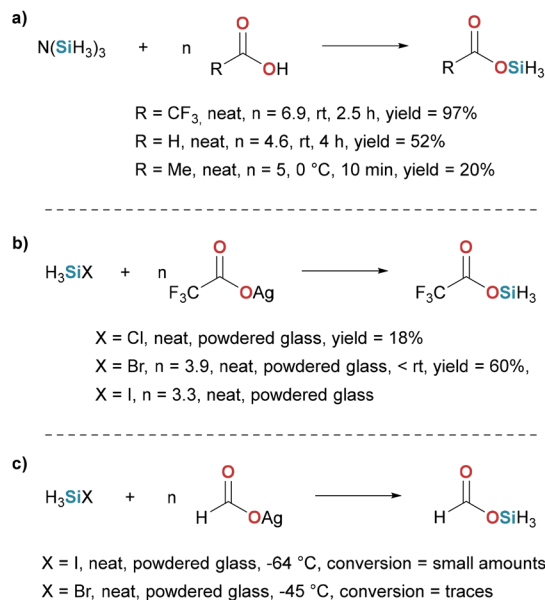 a)
N(SiH₃)₃ + n R O OH R O OSiH₃
R = CF₃, neat, n = 6.9, rt, 2.5 h, yield = 97%
R = H, neat, n = 4.6, rt, 4 h, yield = 52%
R = Me, neat, n = 5, 0 °C, 10 min, yield = 20%
b)
H₃SiX + n F₃C O OAg F₃C O OSiH₃
X = Cl, neat, powdered glass, yield = 18%
X = Br, n = 3.9, neat, powdered glass, < rt, yield = 60%,
X = I, n = 3.3, neat, powdered glass
c)
H₃SiX + n H O OAg H O OSiH₃
X = I, neat, powdered glass, -64 °C, conversion = small amounts
X = Br, neat, powdered glass, -45 °C, conversion = traces